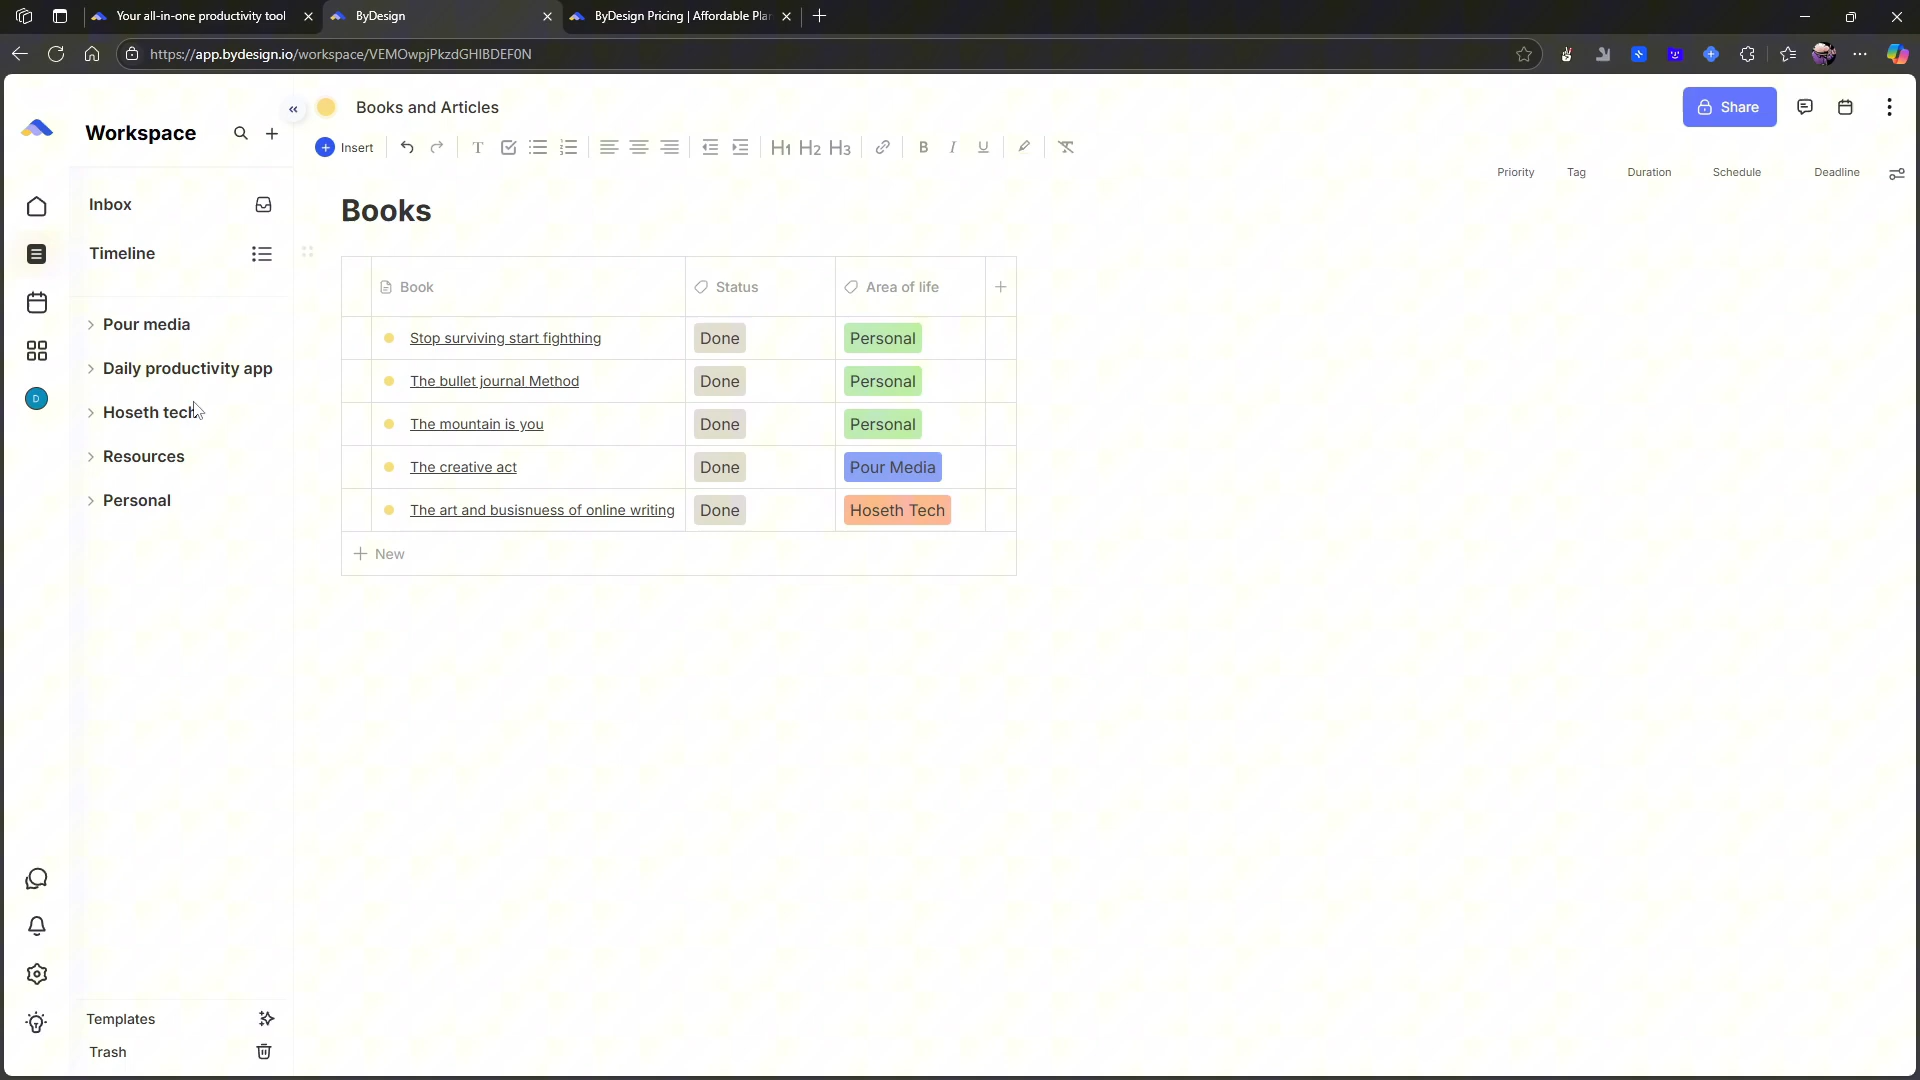 Your all-in-one productivity tool
ByDesign
ByDesign Pricing | Affordable Pla
https://app.bydesign.io/workspace/VEMOwpjPkzdGHIBDEF0N
Workspace
Books and Articles
Share
Insert
T
H1 H2 H3
B I U
Priority Tag Duration Schedule Deadline
Inbox
Timeline
Pour media
Daily productivity app
Hoseth tech
Resources
Personal
D
Books
Book Status Area of life
Stop surviving start fighthing Done Personal
The bullet journal Method Done Personal
The mountain is you Done Personal
The creative act Done Pour Media
The art and busisnuess of online writing Done Hoseth Tech
New
Templates
Trash